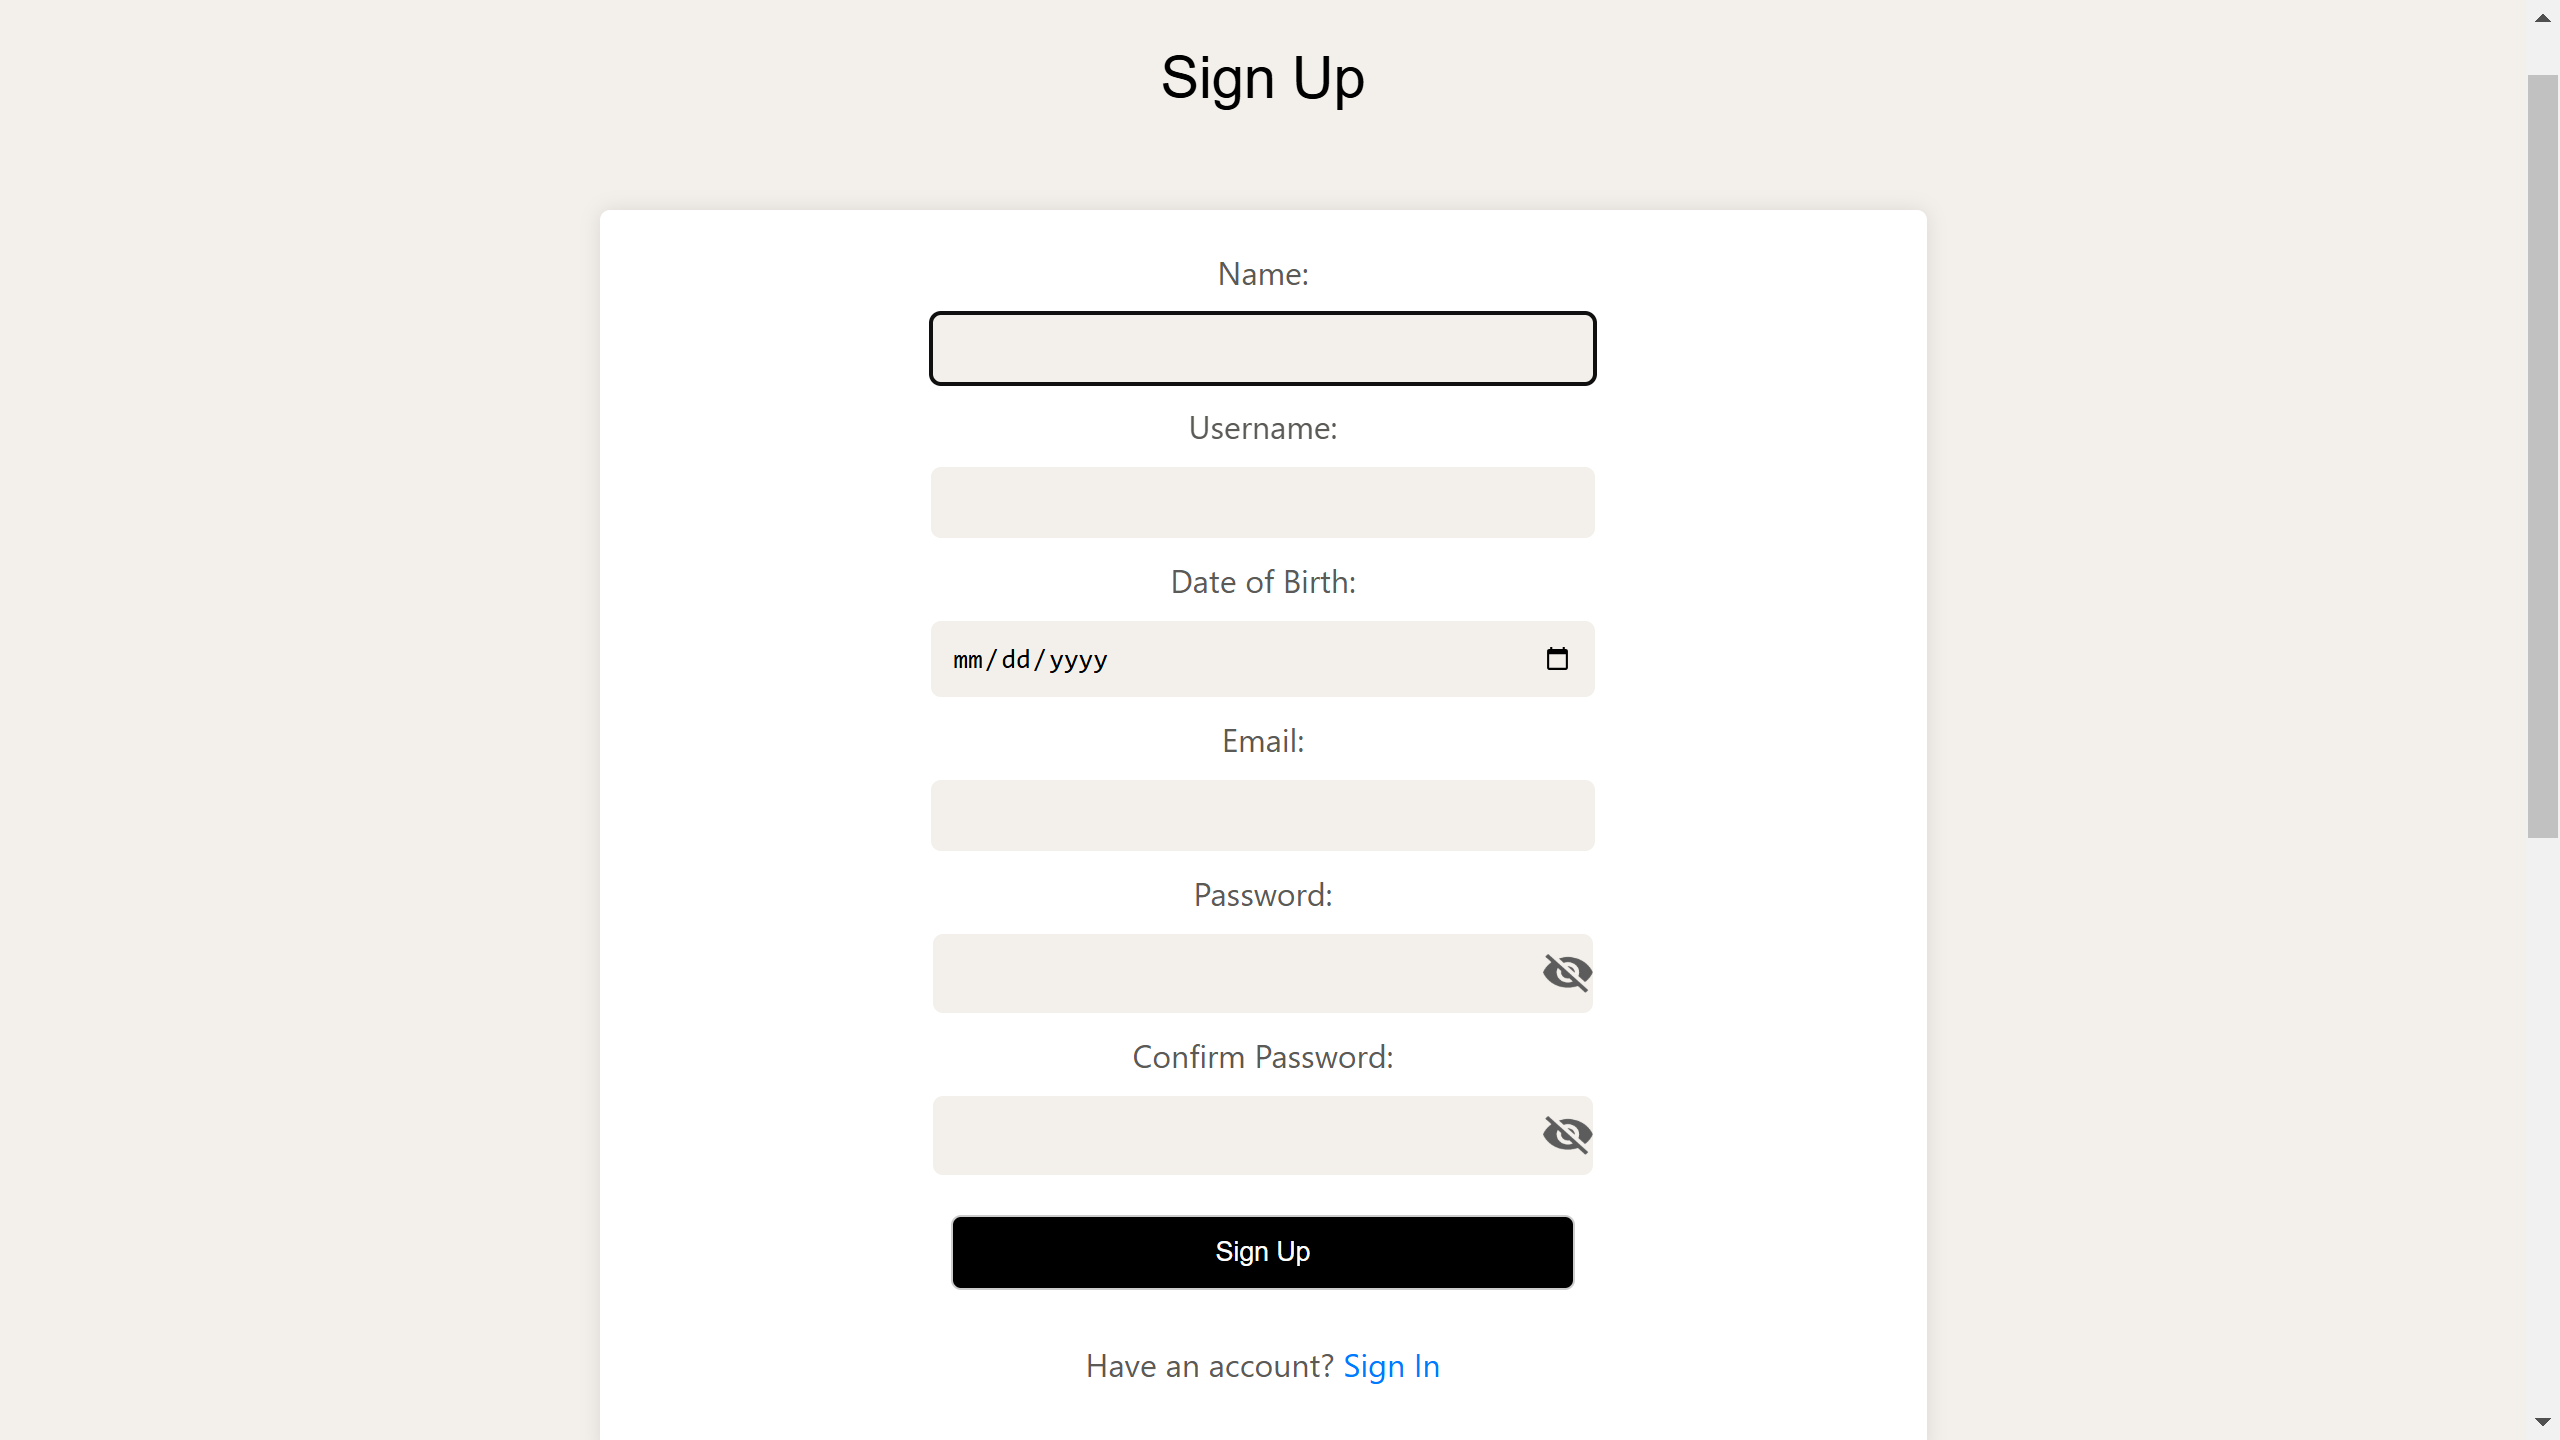 Sign Up
Name:
Username:
Date of Birth:
mm/dd/yyyy
Email:
Password:
Confirm Password:
Sign Up
Have an account? Sign In